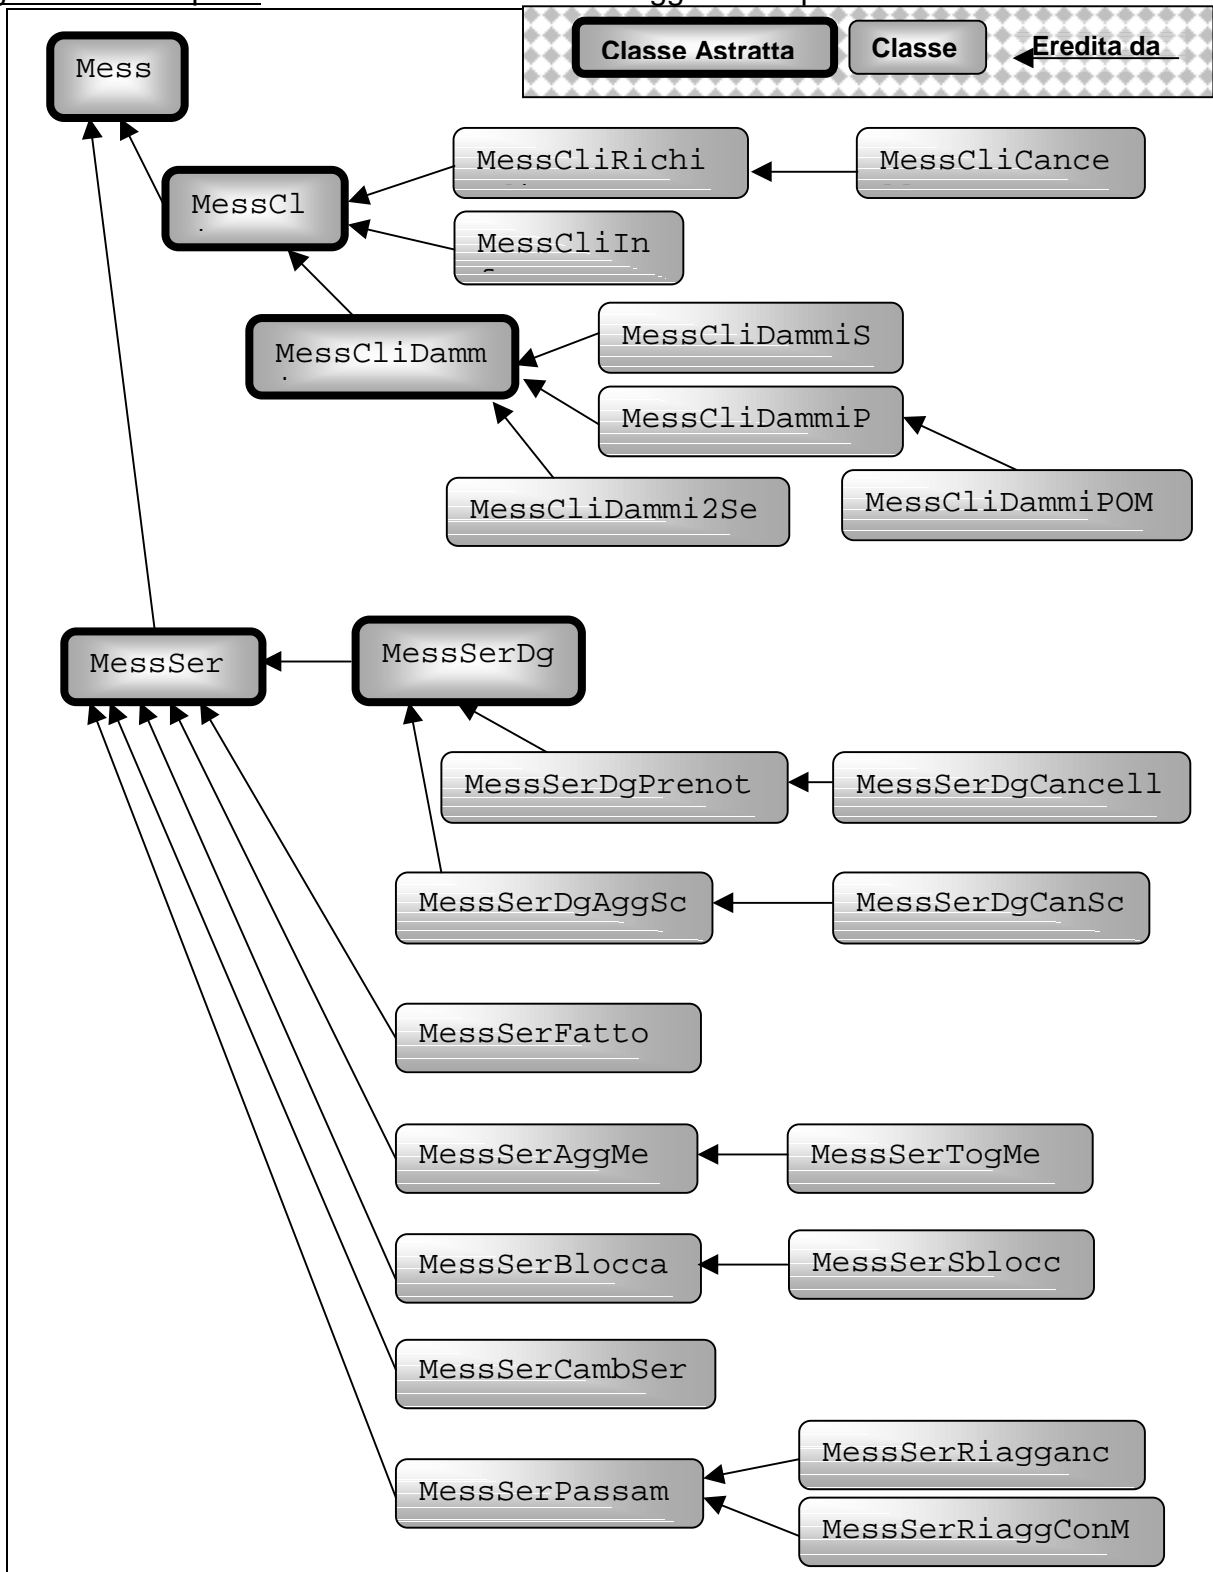 Classe Astratta
Classe
Eredita da
Mess
MessCliRichi
MessCliCance
MessCl
MessCliIn
MessCliDamm
MessCliDammiS
MessCliDammiP
MessCliDammi2Se
MessCliDammiPOM
MessSer
MessSerDg
MessSerDgPrenot
MessSerDgCancell
MessSerDgAggSc
MessSerDgCanSc
MessSerFatto
MessSerAggMe
MessSerTogMe
MessSerBlocca
MessSerSblocc
MessSerCambSer
MessSerRiagganc
MessSerPassam
MessSerRiaggConM